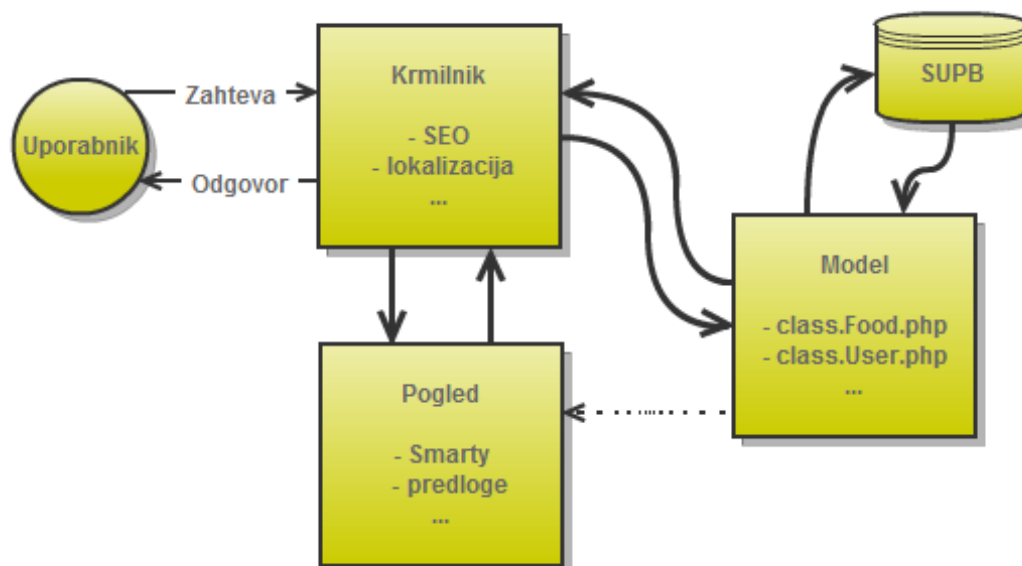 Uporabnik
Zahteva
Odgovor
Krmilnik
- SEO
- lokalizacija
...
SUPB
Model
- class.Food.php
- class.User.php
...
Pogled
- Smarty
- predloge
...